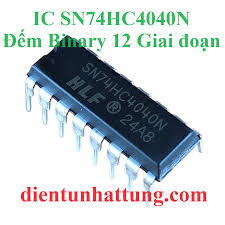 IC SN74HC4040N
Đếm Binary 12 Giai đoạn
SN74HC4040N
HLF ® 24A8
dientunhattung.com